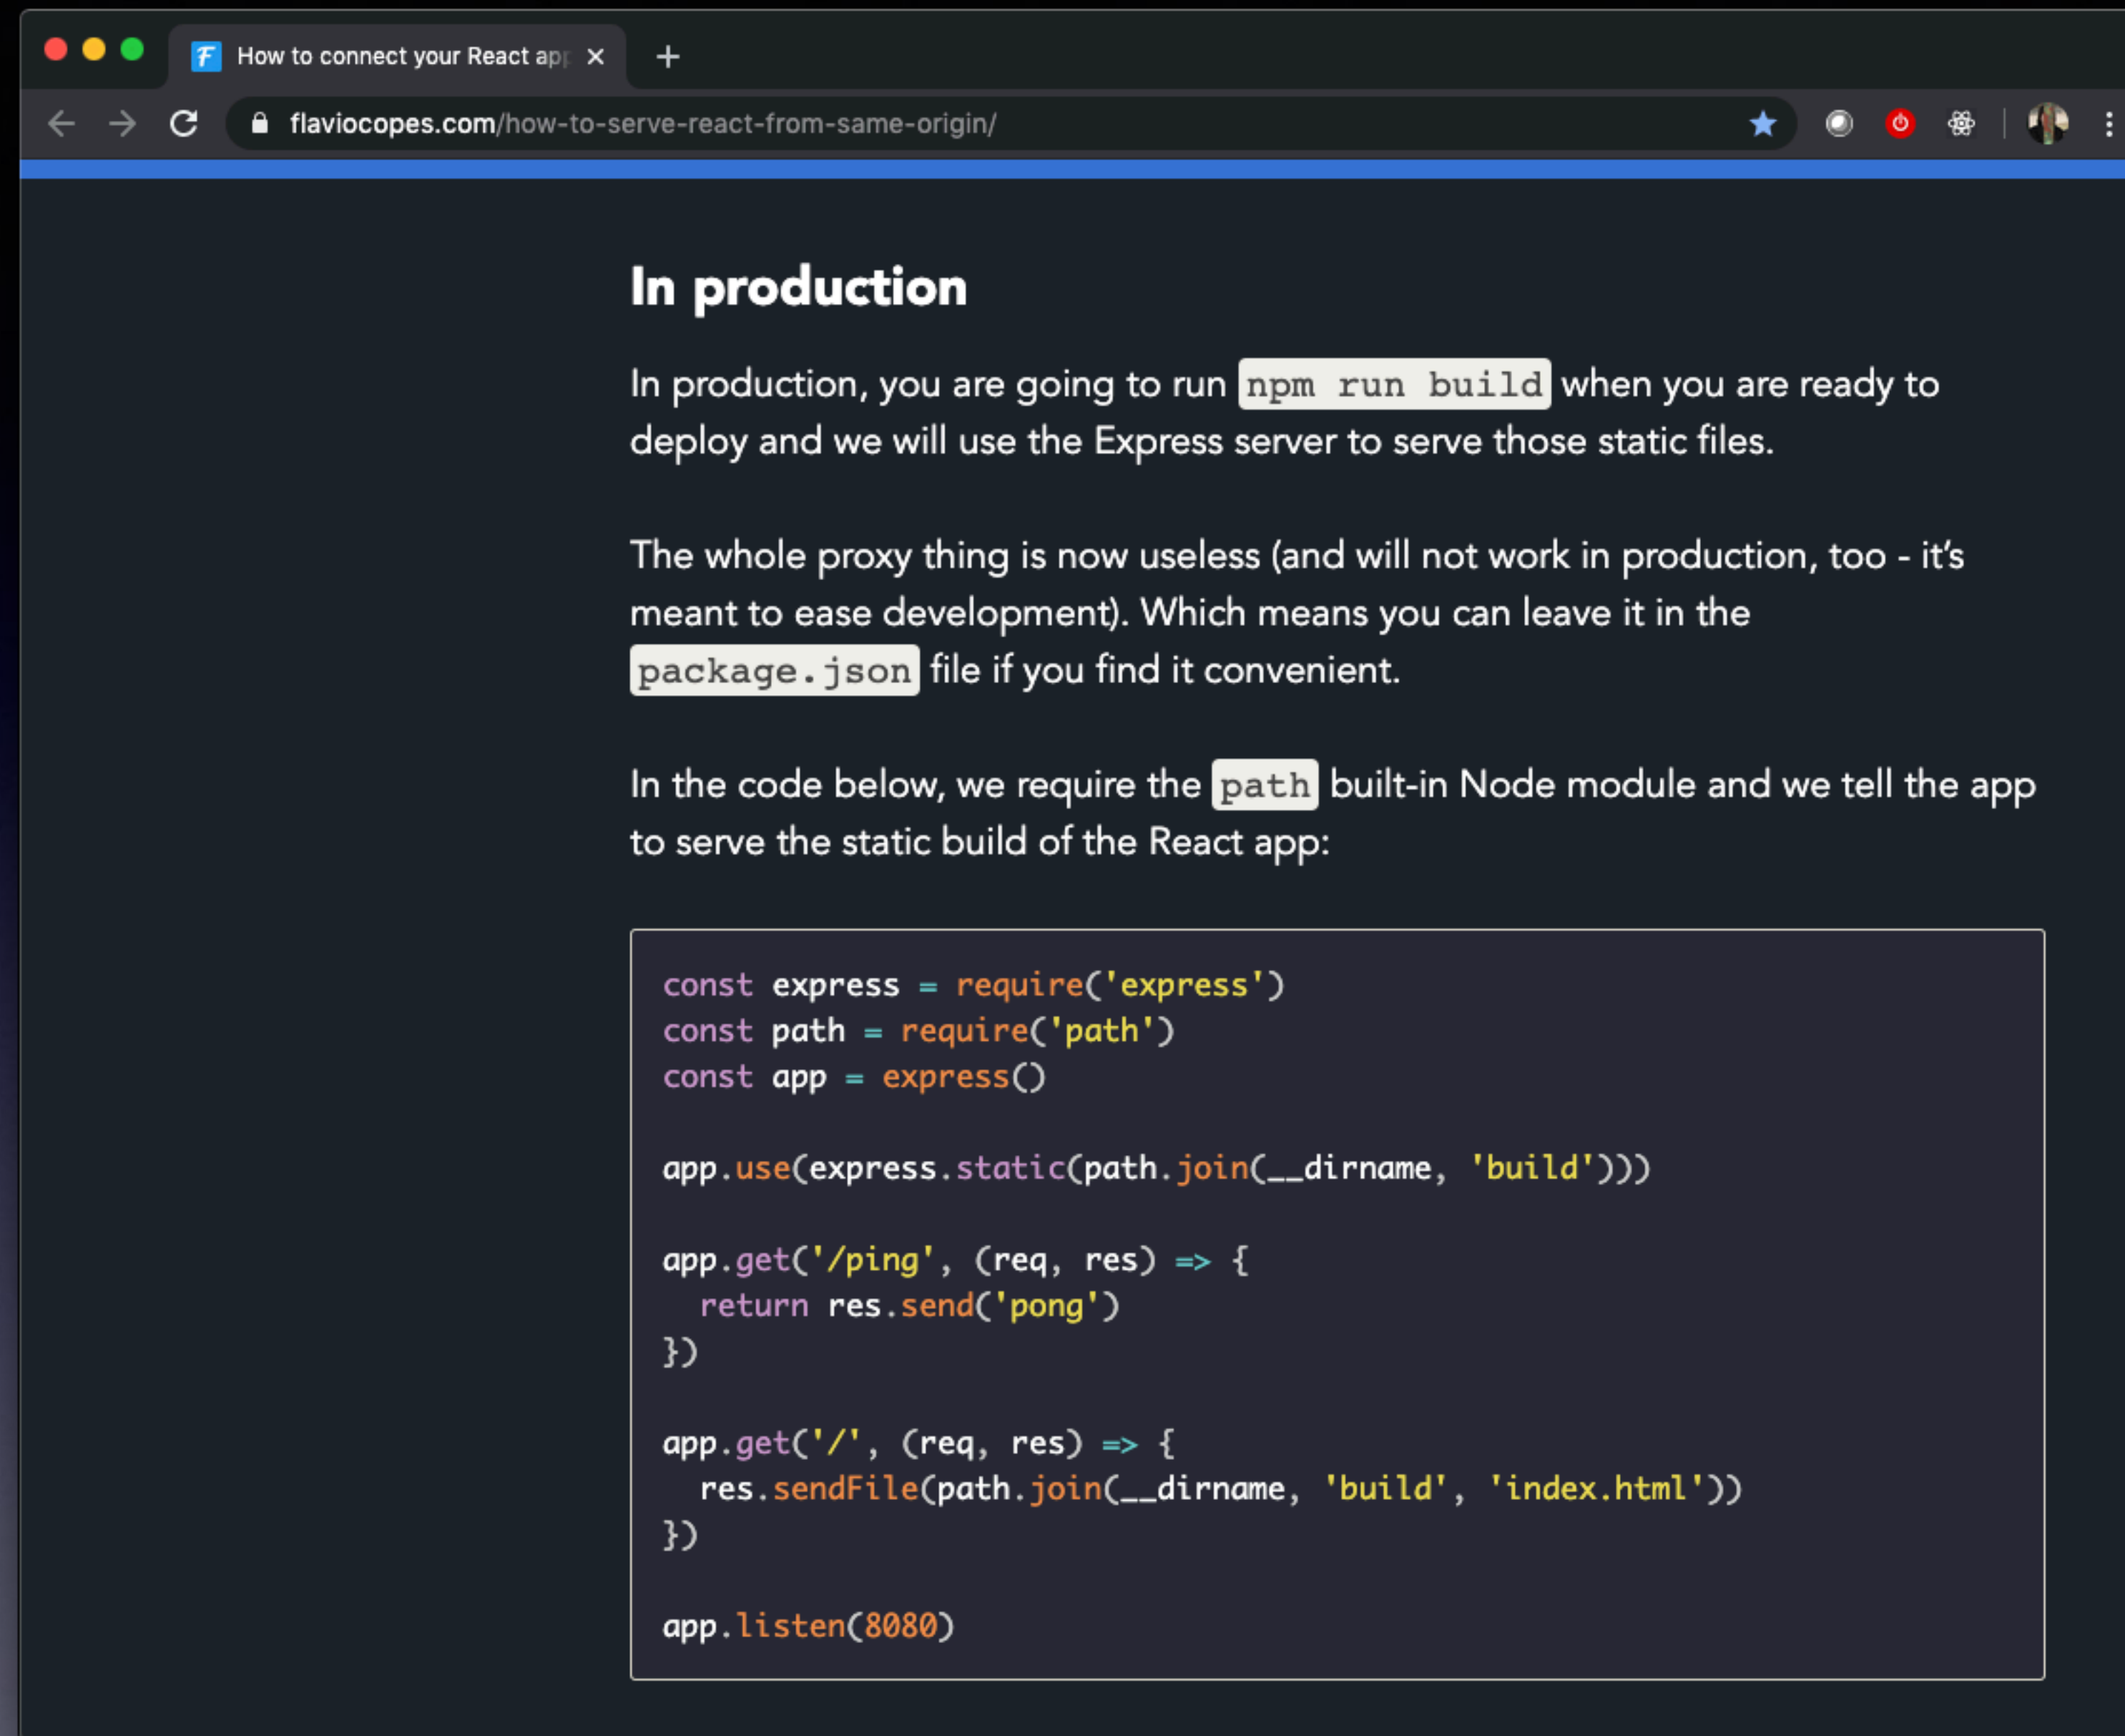 How to connect your React app
flaviocopes.com/how-to-serve-react-from-same-origin/
In production
In production, you are going to run npm run build when you are ready to
deploy and we will use the Express server to serve those static files.
The whole proxy thing is now useless (and will not work in production, too - it's
meant to ease development). Which means you can leave it in the
package.json file if you find it convenient.
In the code below, we require the path built-in Node module and we tell the app
to serve the static build of the React app:
const express = require('express')
const path = require('path')
const app = express()
app.use(express.static(path.join(__dirname, 'build')))
app.get('/ping', (req, res) => {
  return res.send('pong')
})
app.get('/', (req, res) => {
  res.sendFile(path.join(__dirname, 'build', 'index.html'))
})
app.listen(8080)